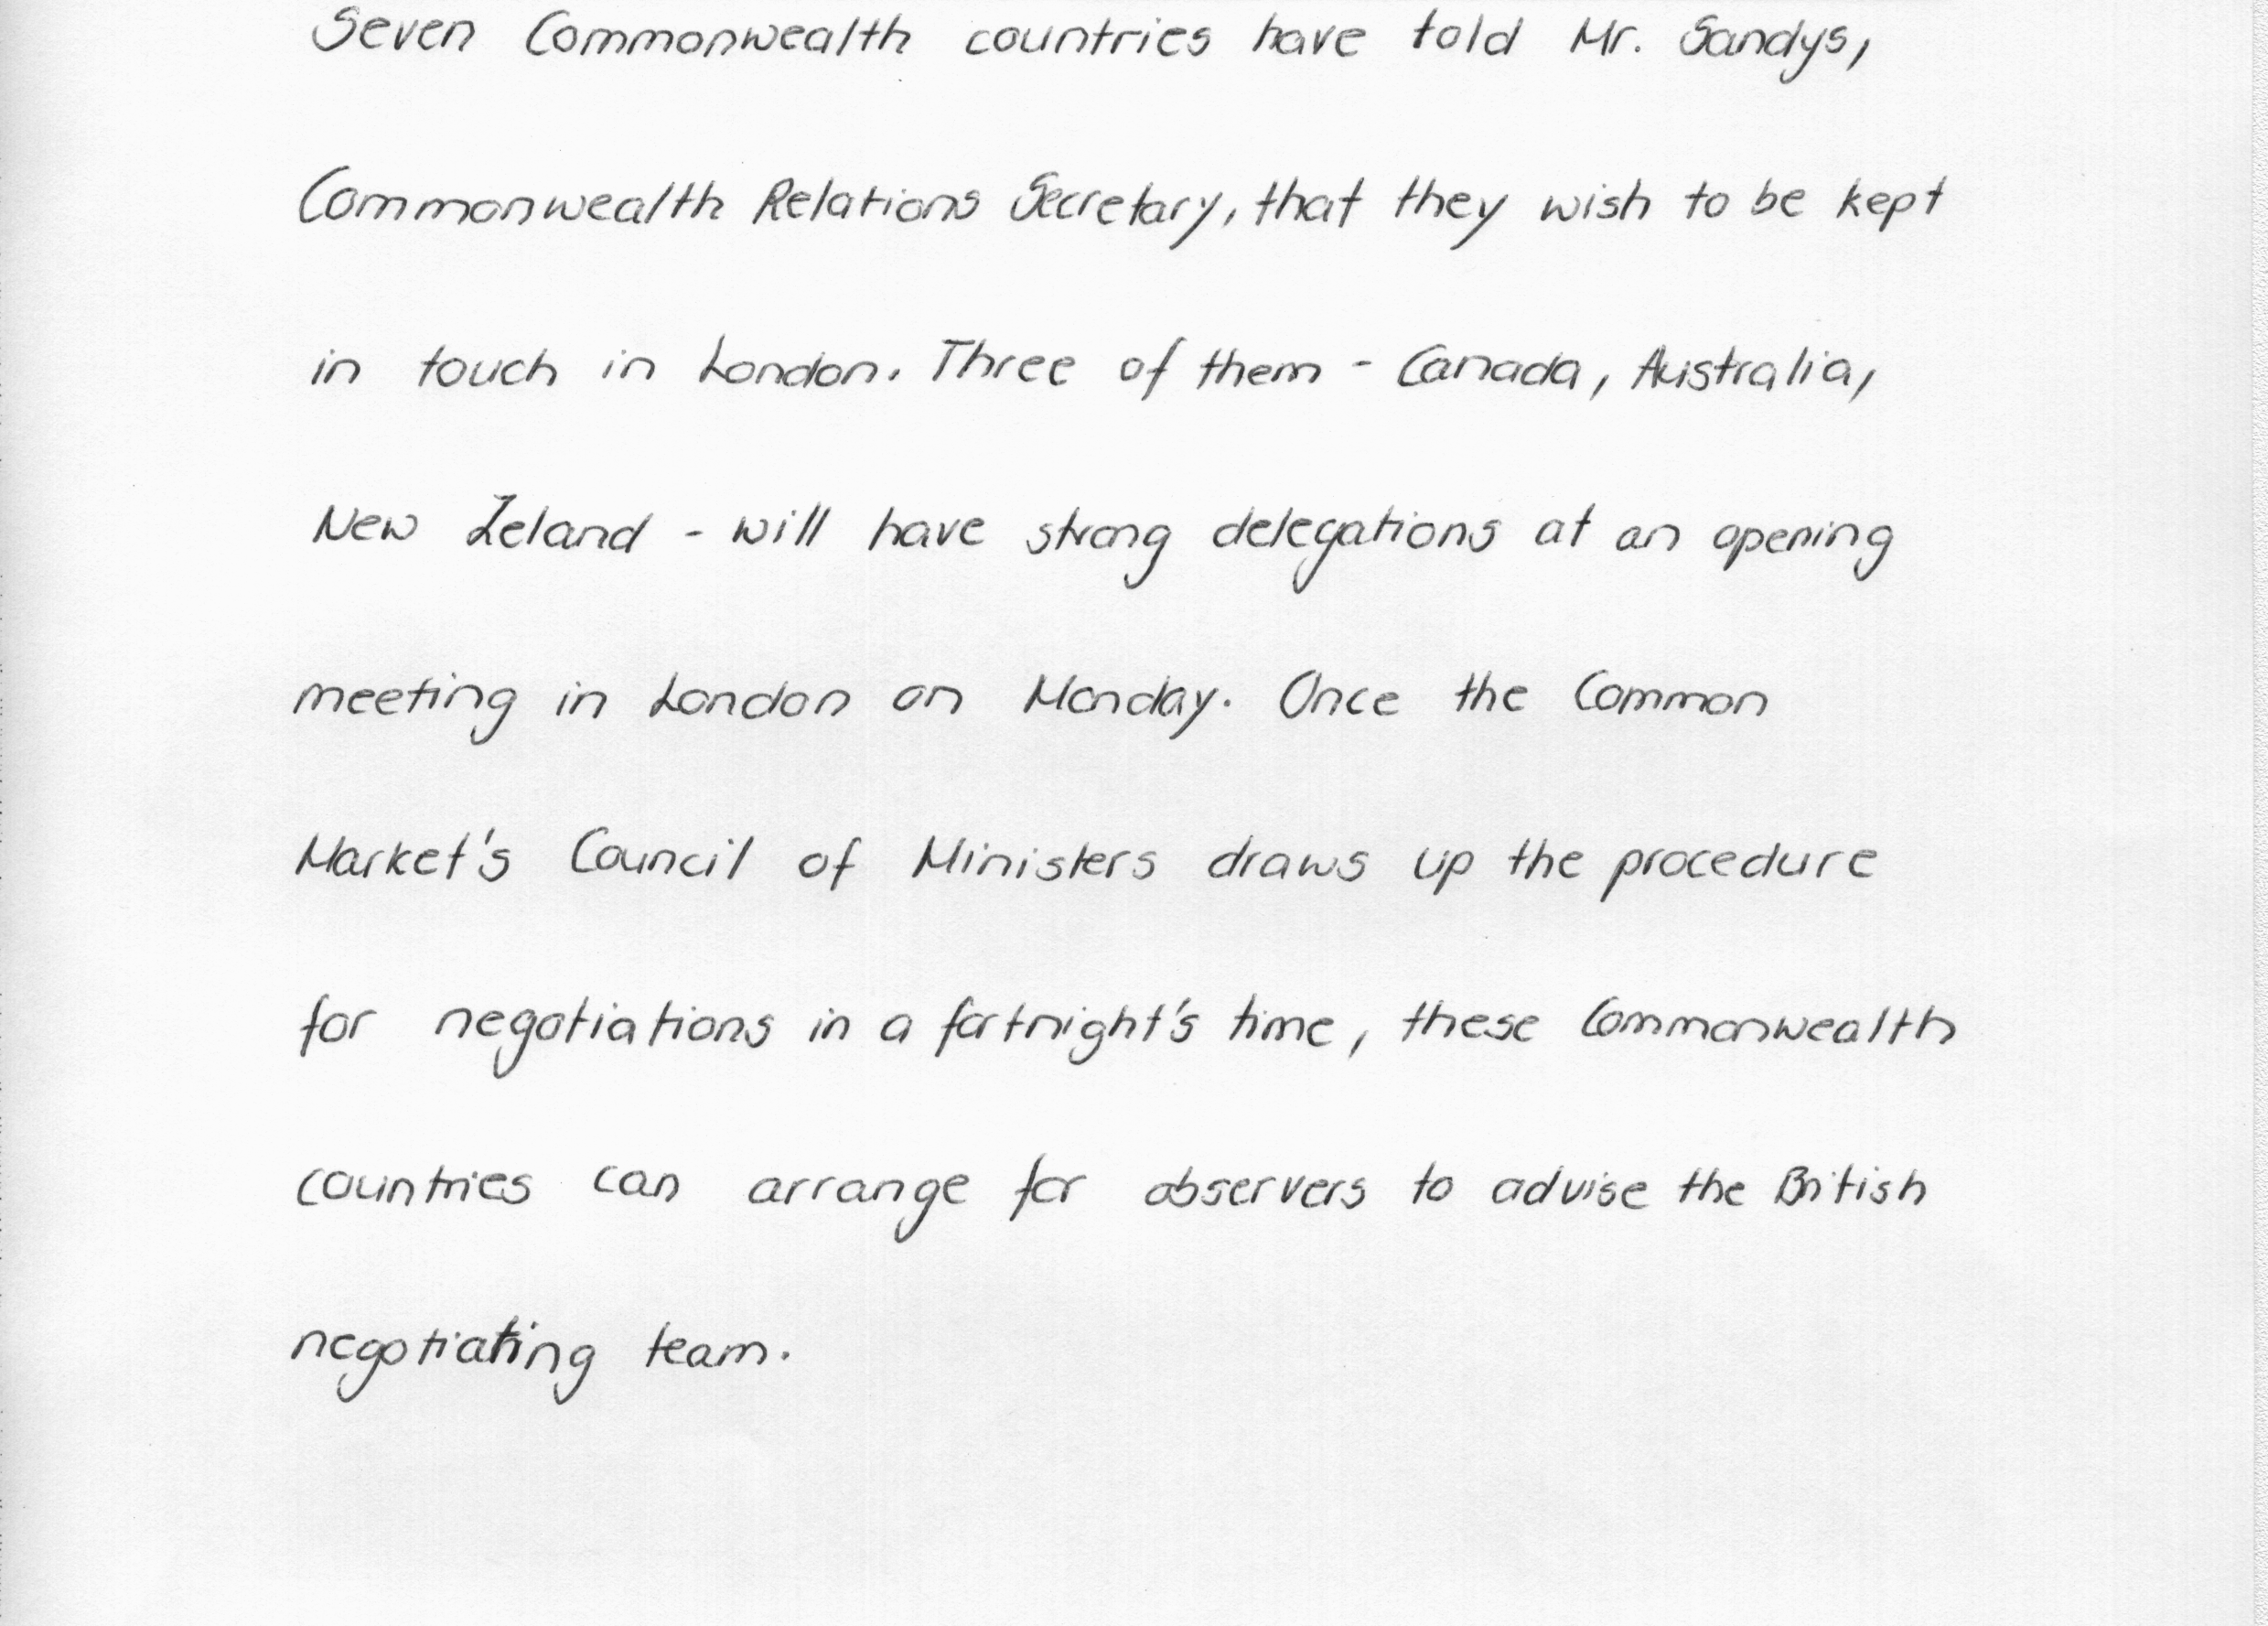 Seven Commonwealth countries have told Mr. Sandys,
Commonwealth Relations Secretary, that they wish to be kept
in touch in London. Three of them - Canada, Australia,
New Zeland - will have strong delegations at an opening
meeting in London on Monday. Once the Common
Market's Council of Ministers draws up the procedure
for negotiations in a fortnight's time, these Commonwealth
countries can arrange for observers to advise the British
negotiating team.